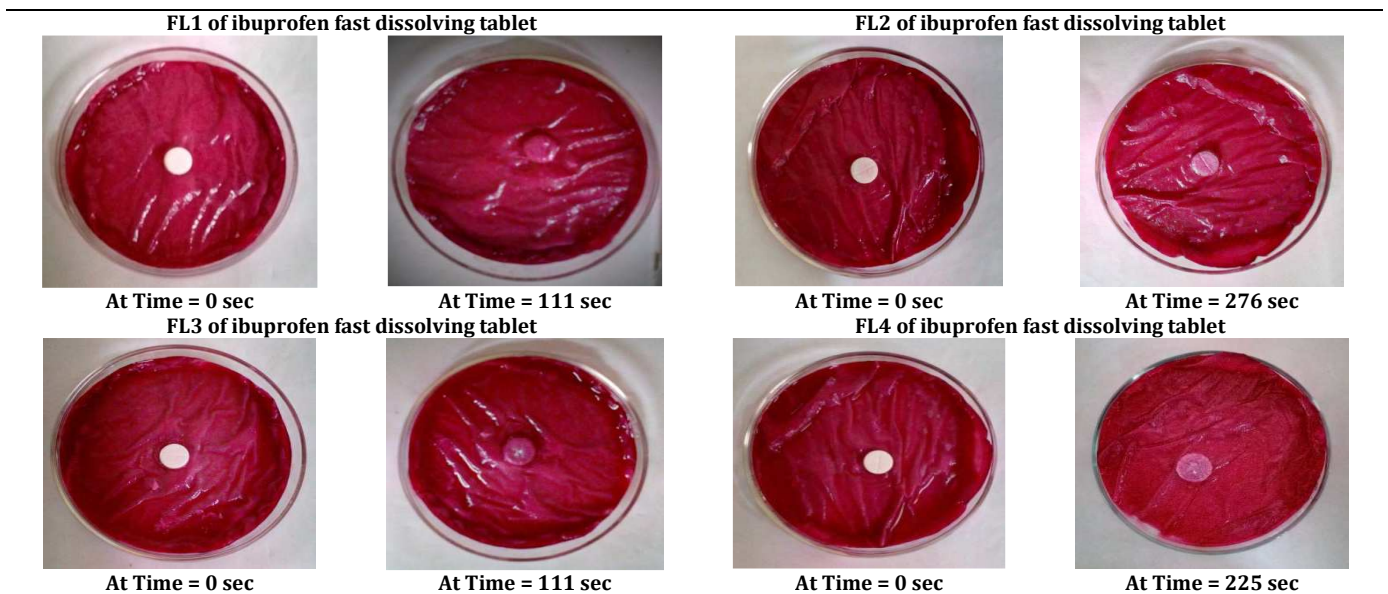 FL1 of ibuprofen fast dissolving tablet
FL2 of ibuprofen fast dissolving tablet
At Time = 0 sec
At Time = 111 sec
At Time = 0 sec
At Time = 276 sec
FL3 of ibuprofen fast dissolving tablet
FL4 of ibuprofen fast dissolving tablet
At Time = 0 sec
At Time = 111 sec
At Time = 0 sec
At Time = 225 sec